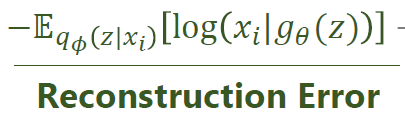 −𝔼_{q_ϕ(z|x_i)}[log(x_i|g_θ(z))] −
Reconstruction Error